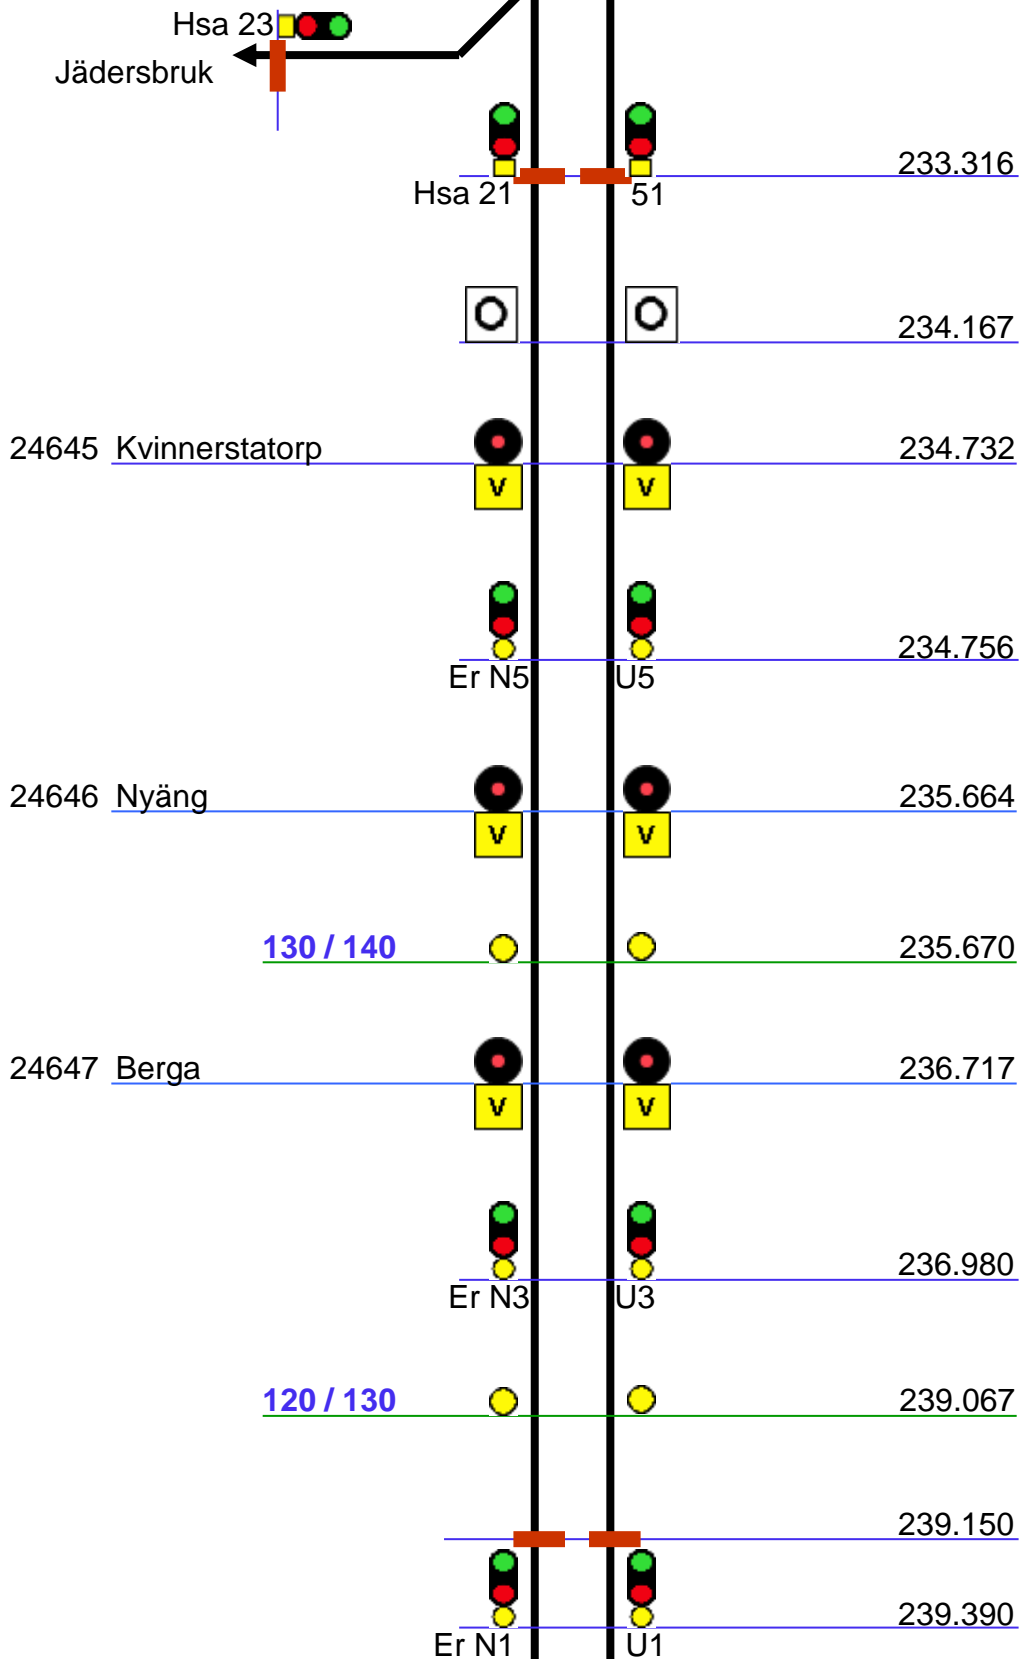 Hsa 23
Jädersbruk
233.316
Hsa 21 51
O O 234.167
24645 Kvinnerstatorp 234.732
V V
234.756
Er N5 U5
24646 Nyäng 235.664
V V
130 / 140 235.670
24647 Berga 236.717
V V
236.980
Er N3 U3
120 / 130 239.067
239.150
239.390
Er N1 U1